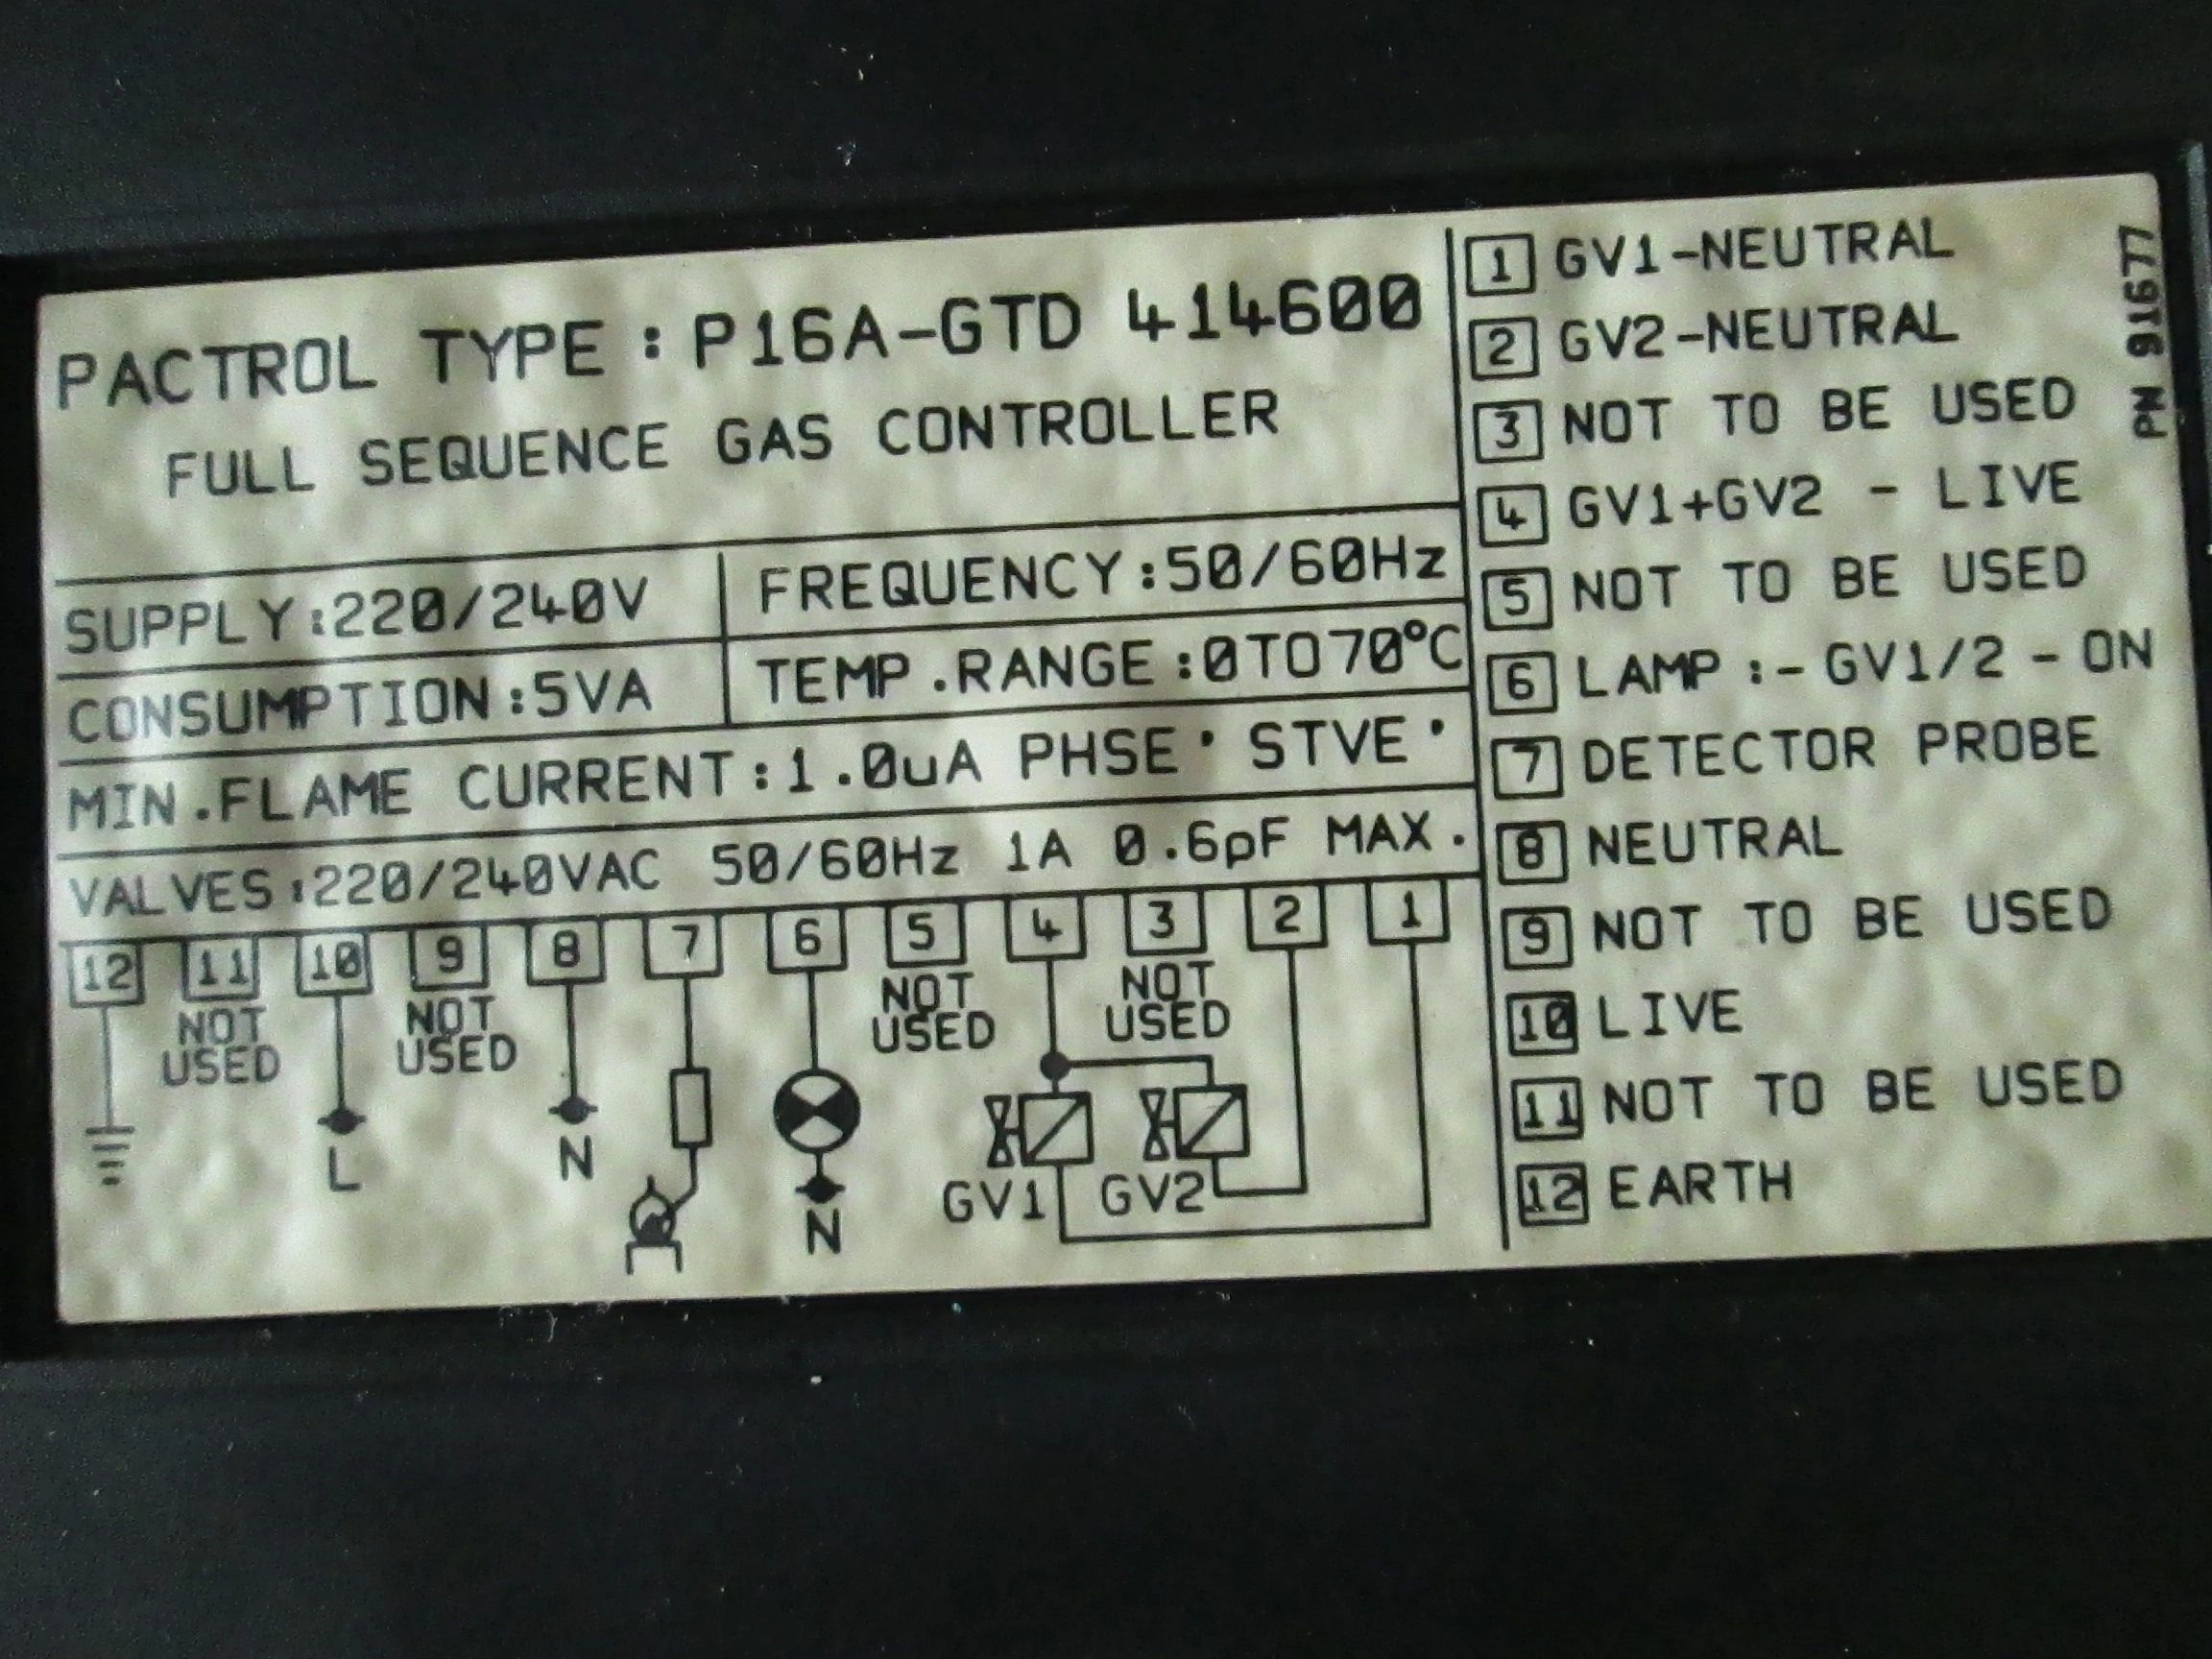 PACTROL TYPE : P16A-GTD 414600
FULL SEQUENCE GAS CONTROLLER
SUPPLY:220/240V
FREQUENCY:50/60Hz
CONSUMPTION:5VA
TEMP.RANGE:0TO70°C
MIN.FLAME CURRENT:1.0uA PHSE' STVE'
VALVES:220/240VAC 50/60Hz 1A 0.6pF MAX.
12 11 10 9 8 7 6 5 4 3 2 1
NOT USED
L
NOT USED
N
N
NOT USED
NOT USED
GV1 GV2
1 GV1-NEUTRAL
2 GV2-NEUTRAL
3 NOT TO BE USED
4 GV1+GV2 - LIVE
5 NOT TO BE USED
6 LAMP :- GV1/2 - ON
7 DETECTOR PROBE
8 NEUTRAL
9 NOT TO BE USED
10 LIVE
11 NOT TO BE USED
12 EARTH
PN 91677